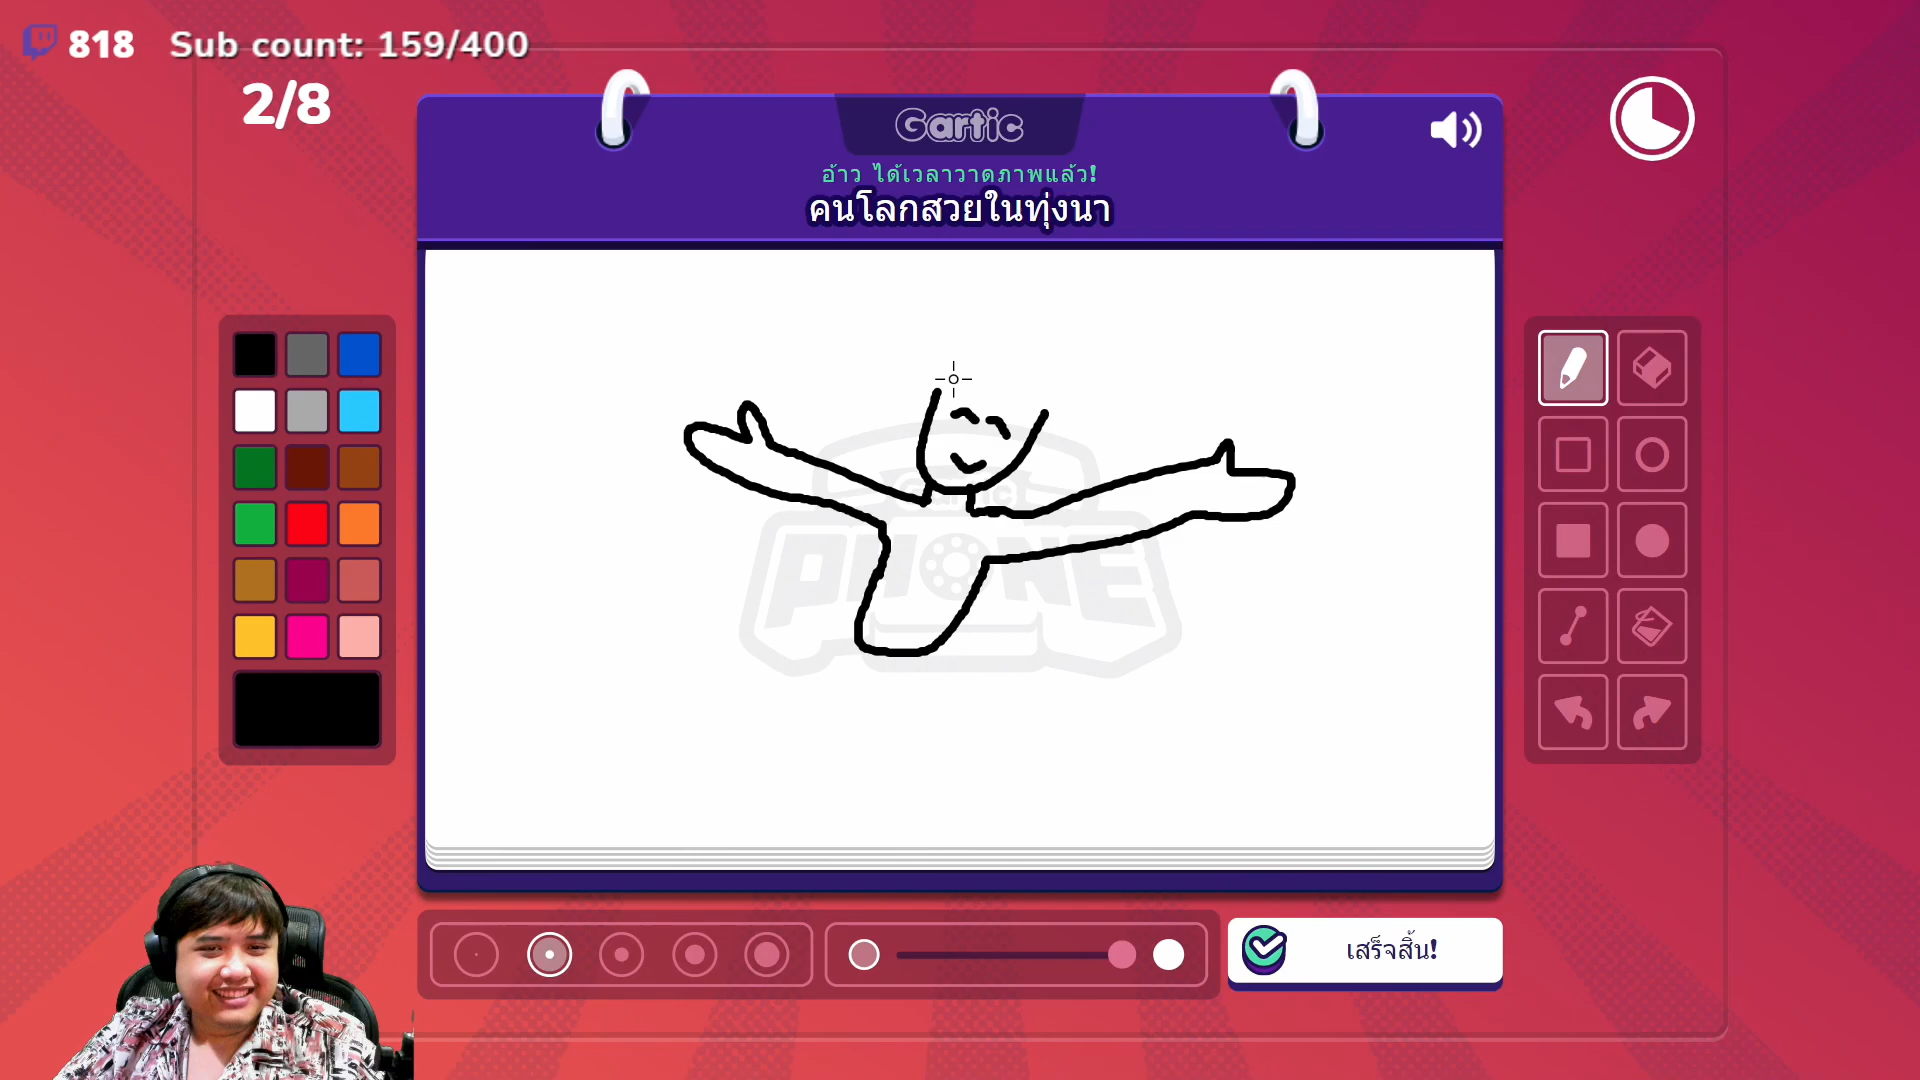 818 Sub count: 159/400
2/8
Gartic
อ้าว ได้เวลาวาดภาพแล้ว!
คนโลกสวยในทุ่งนา
Gartic
PHONE
เสร็จสิ้น!